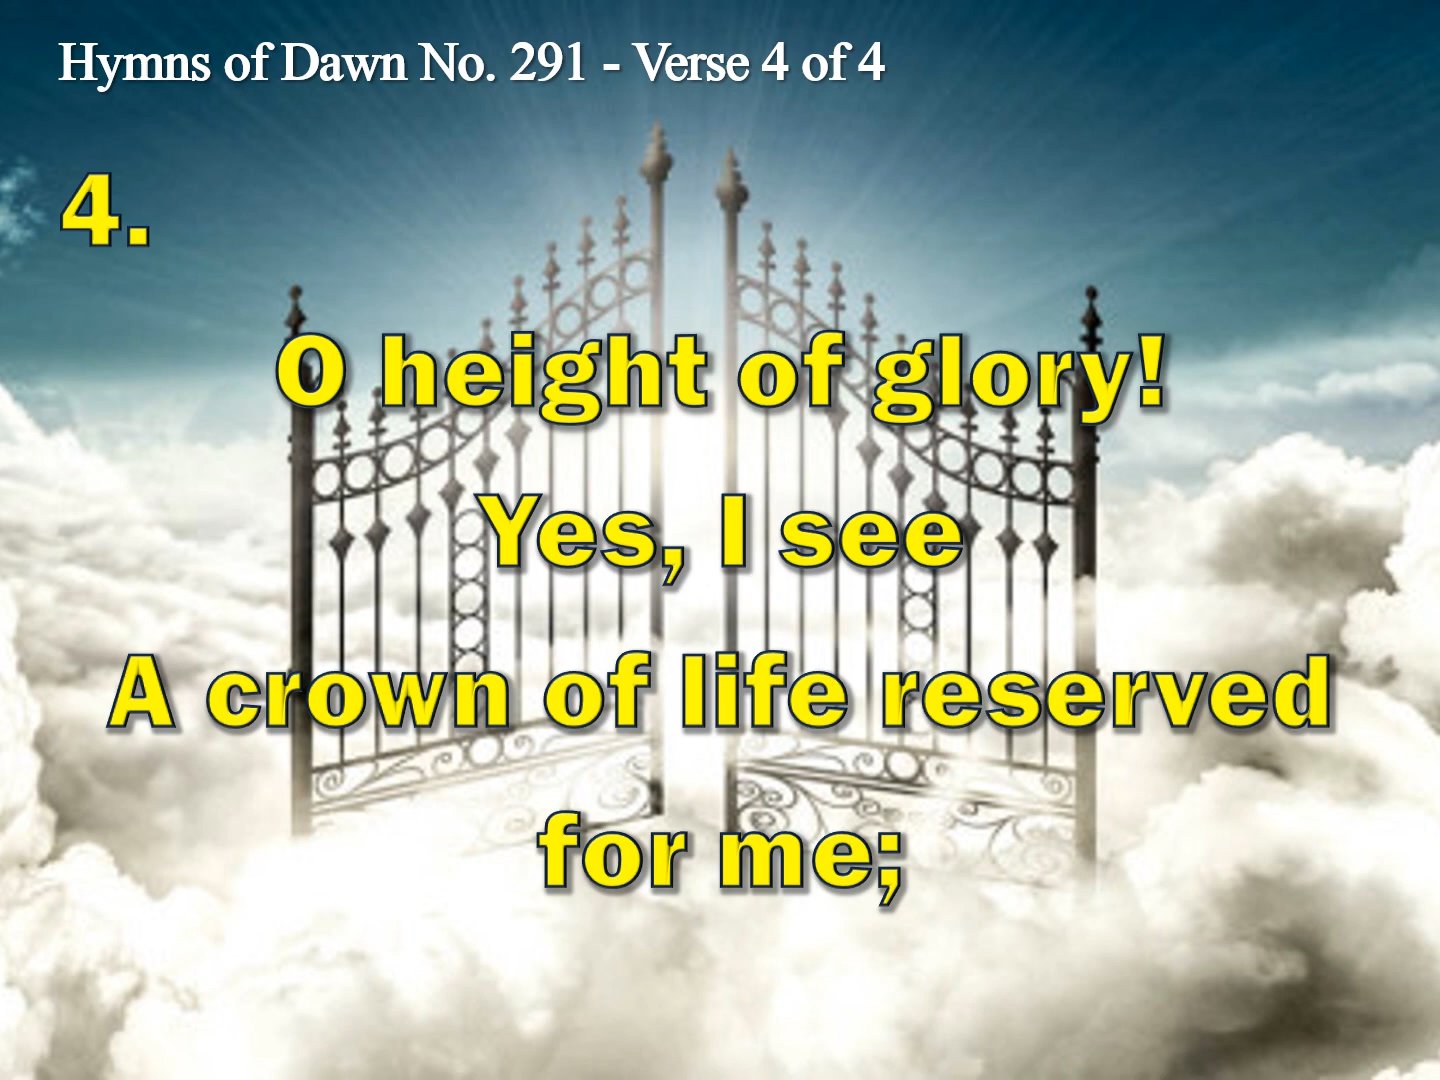 Hymns of Dawn No. 291 - Verse 4 of 4
4.
O height of glory!
Yes, I see
A crown of life reserved
for me;